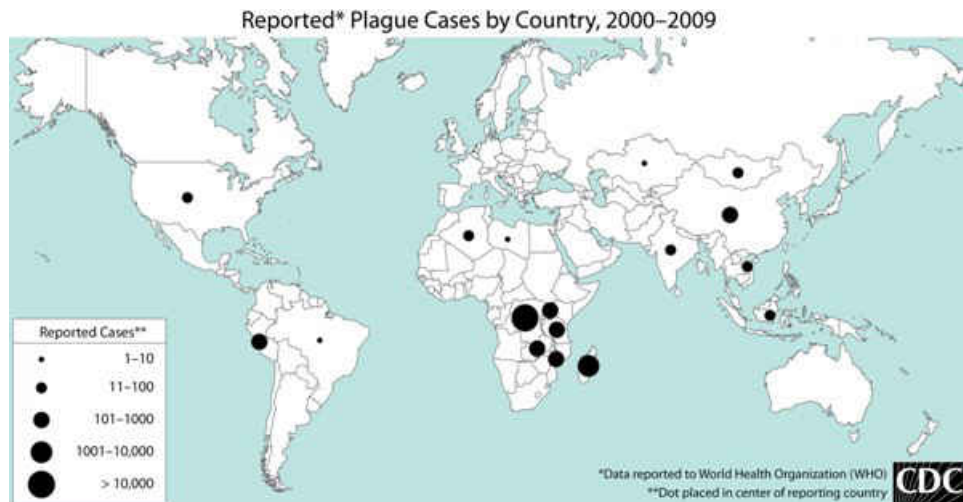 Reported* Plague Cases by Country, 2000–2009
Reported Cases**
1–10
11–100
101–1000
1001–10,000
> 10,000
*Data reported to World Health Organization (WHO)
**Dot placed in center of reporting country
CDC